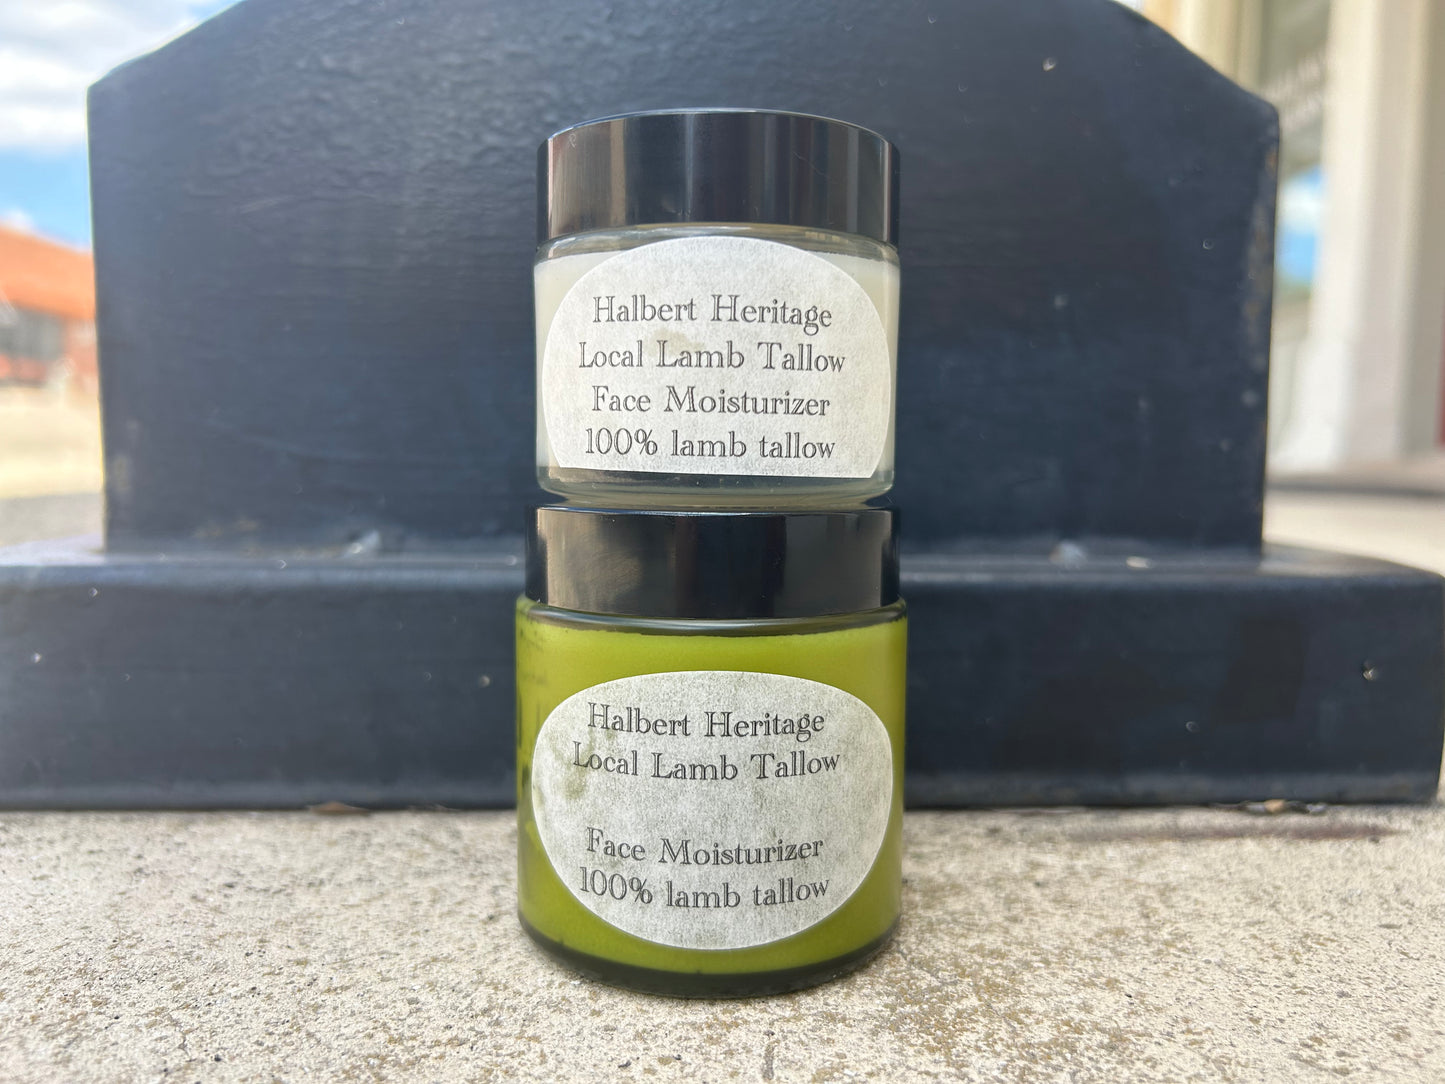 Halbert Heritage
Local Lamb Tallow
Face Moisturizer
100% lamb tallow
Halbert Heritage
Local Lamb Tallow
Face Moisturizer
100% lamb tallow